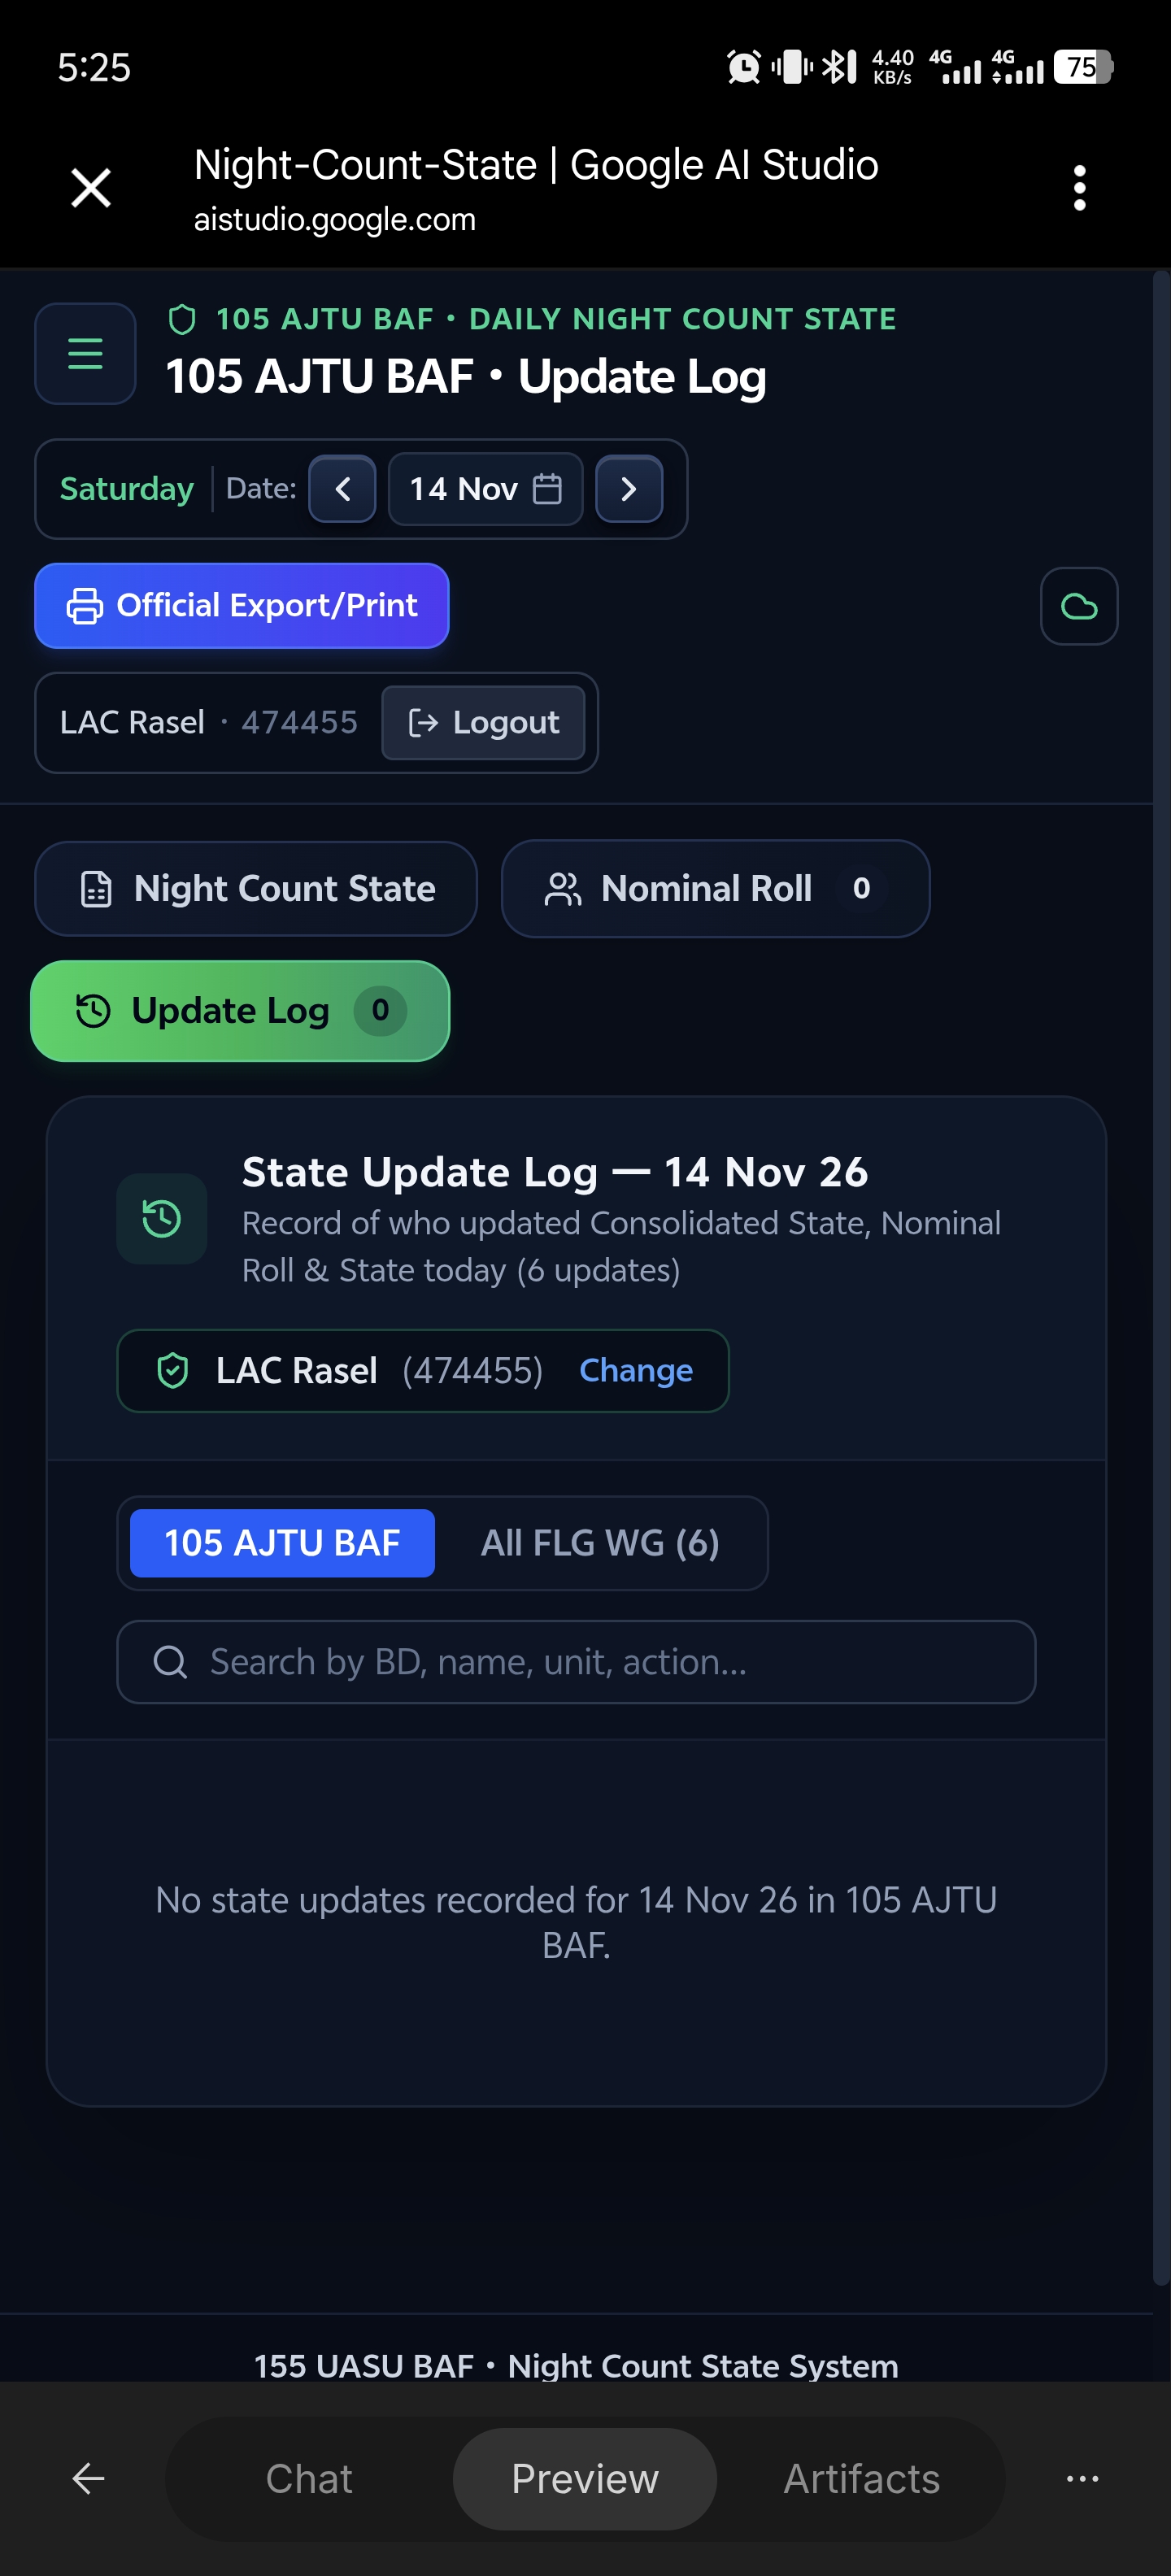 5:25
4.40
KB/s
4G
4G
75
Night-Count-State | Google AI Studio
aistudio.google.com
105 AJTU BAF • DAILY NIGHT COUNT STATE
105 AJTU BAF • Update Log
Saturday
Date:
14 Nov
Official Export/Print
LAC Rasel · 474455
Logout
Night Count State
Nominal Roll 0
Update Log 0
State Update Log — 14 Nov 26
Record of who updated Consolidated State, Nominal
Roll & State today (6 updates)
LAC Rasel (474455) Change
105 AJTU BAF
All FLG WG (6)
Search by BD, name, unit, action...
No state updates recorded for 14 Nov 26 in 105 AJTU
BAF.
155 UASU BAF • Night Count State System
Chat
Preview
Artifacts